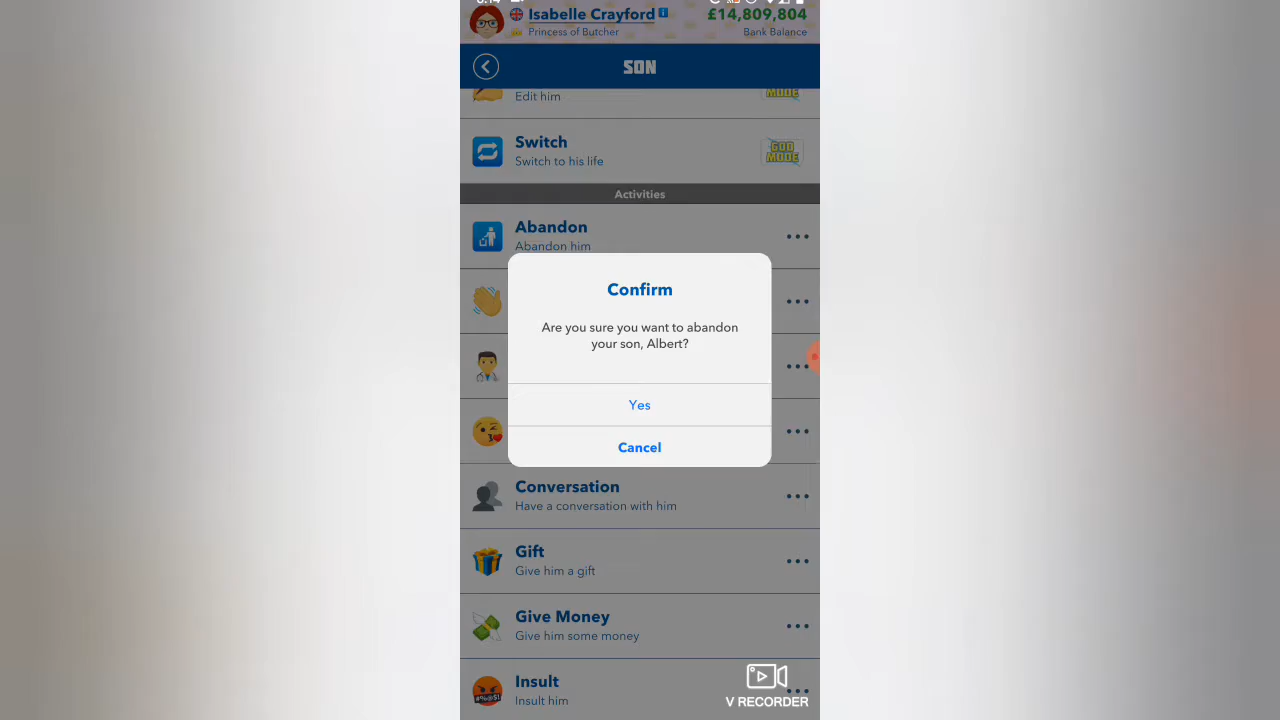 Isabelle Crayford
£14,809,804
Princess of Butcher
Bank Balance
SON
Edit him
MODE
Switch
Switch to his life
GOD
MODE
Activities
Abandon
Abandon him
Confirm
Are you sure you want to abandon
your son, Albert?
Yes
Cancel
Conversation
Have a conversation with him
Gift
Give him a gift
Give Money
Give him some money
Insult
Insult him
V RECORDER